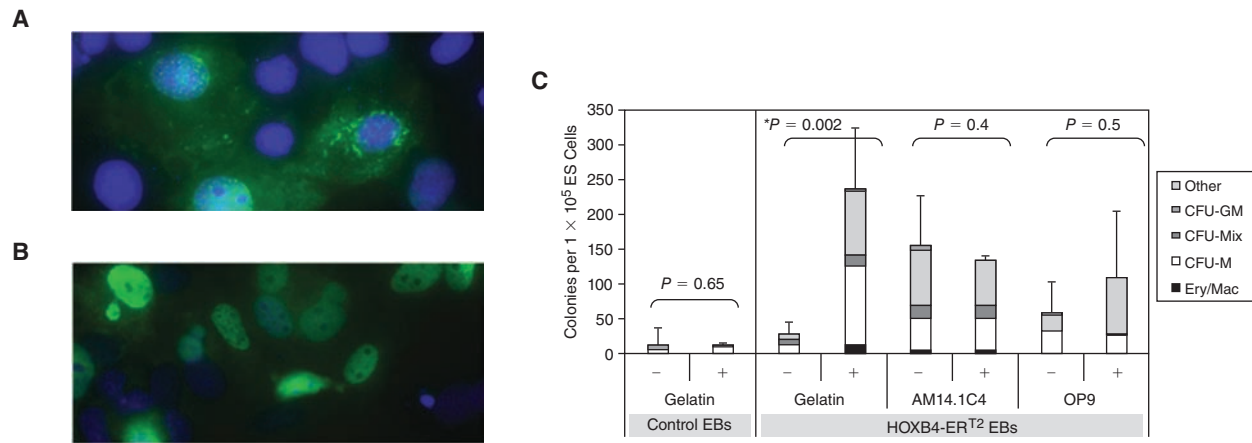 A
B
C
Colonies per 1 × 10⁵ ES Cells
350
300
250
200
150
100
50
0
P = 0.65
*P = 0.002
P = 0.4
P = 0.5
− + − + − + − +
Gelatin Gelatin AM14.1C4 OP9
Control EBs HOXB4-ERᵀ² EBs
Other
CFU-GM
CFU-Mix
CFU-M
Ery/Mac